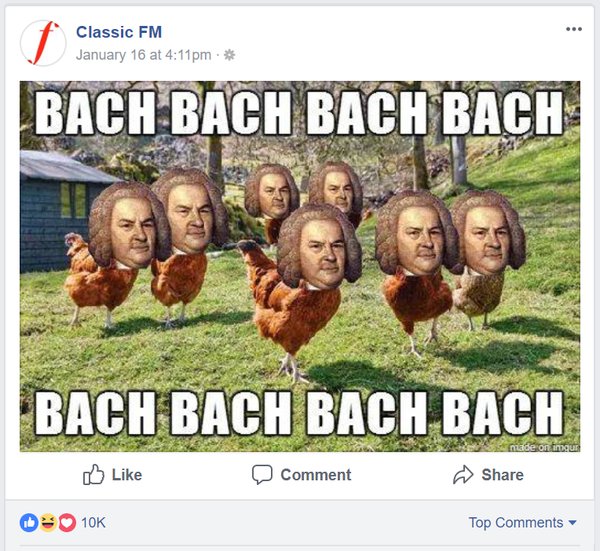 Classic FM
January 16 at 4:11pm ·
BACH BACH BACH BACH
BACH BACH BACH BACH
made on imgur
Like Comment Share
10K Top Comments